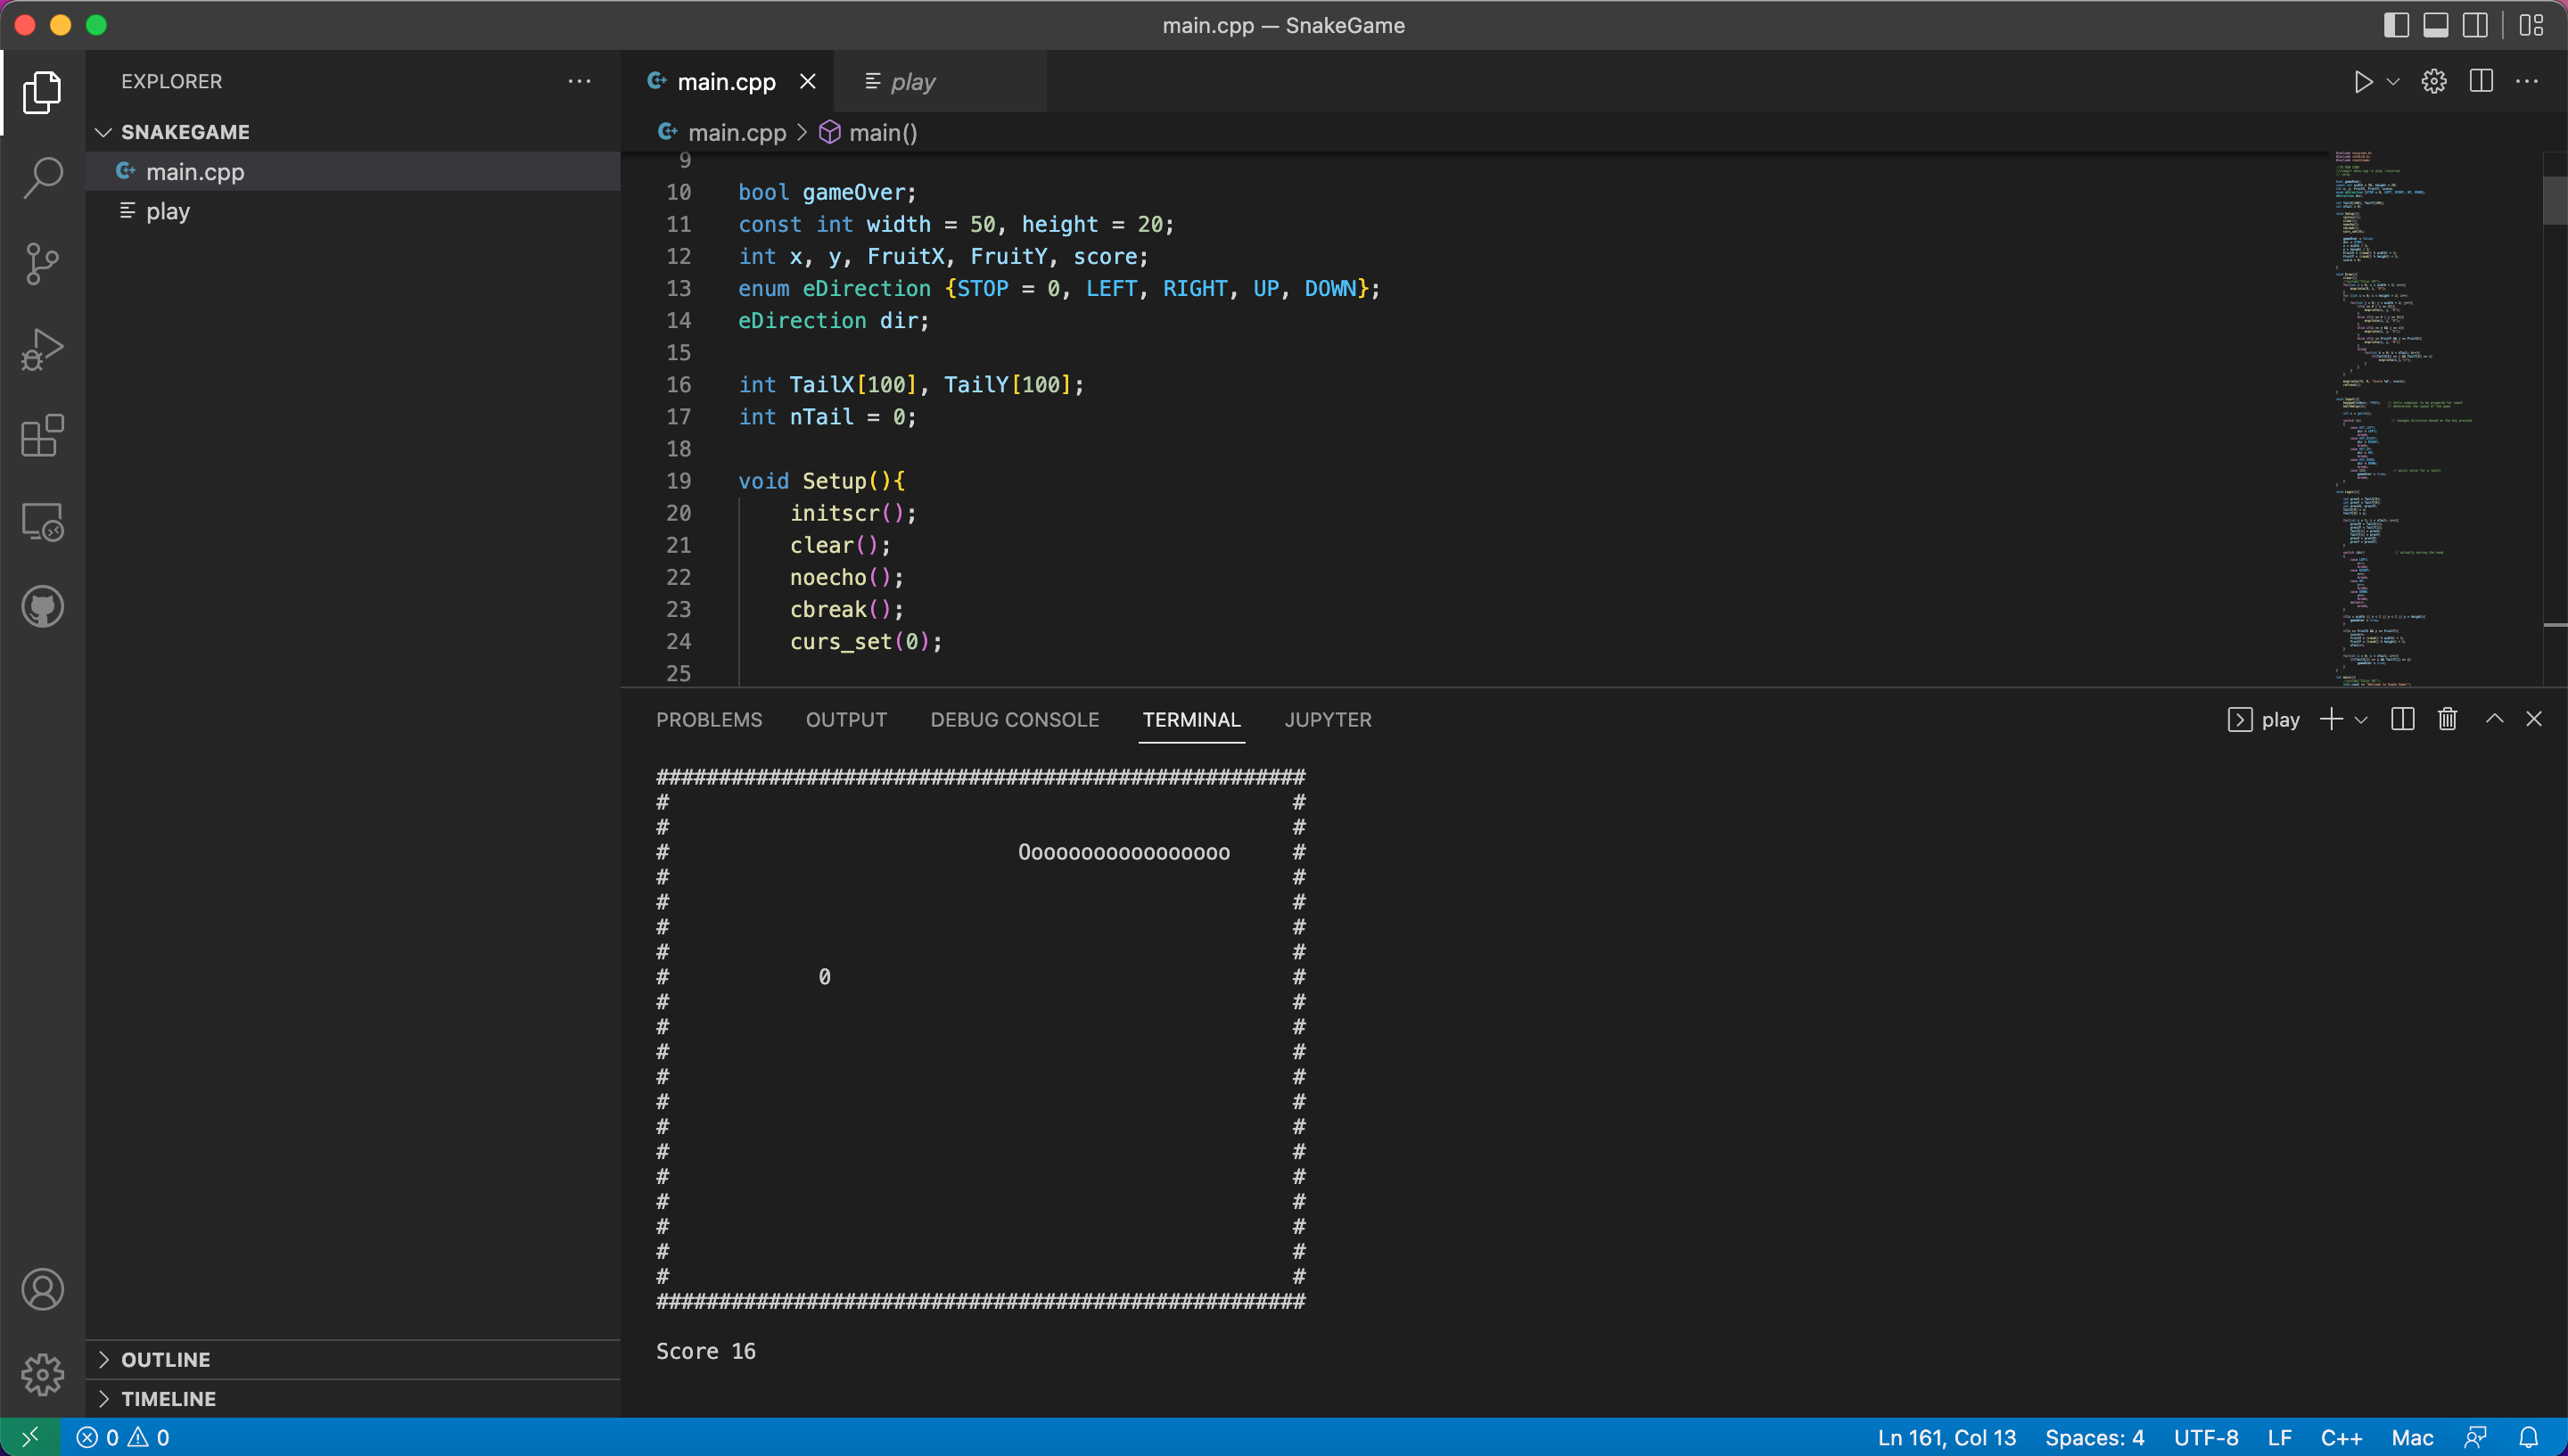 main.cpp — SnakeGame
EXPLORER
SNAKEGAME
main.cpp
play
main.cpp
play
main.cpp > main()
9
10 bool gameOver;
11 const int width = 50, height = 20;
12 int x, y, FruitX, FruitY, score;
13 enum eDirection {STOP = 0, LEFT, RIGHT, UP, DOWN};
14 eDirection dir;
15
16 int TailX[100], TailY[100];
17 int nTail = 0;
18
19 void Setup(){
20     initscr();
21     clear();
22     noecho();
23     cbreak();
24     curs_set(0);
25
PROBLEMS OUTPUT DEBUG CONSOLE TERMINAL JUPYTER
play
####################################################
#                                                  #
#                                                  #
#                            Ooooooooooooooooo     #
#                                                  #
#                                                  #
#                                                  #
#                                                  #
#            O                                     #
#                                                  #
#                                                  #
#                                                  #
#                                                  #
#                                                  #
#                                                  #
#                                                  #
#                                                  #
#                                                  #
#                                                  #
#                                                  #
#                                                  #
####################################################
Score 16
OUTLINE
TIMELINE
0 0
Ln 161, Col 13 Spaces: 4 UTF-8 LF C++ Mac